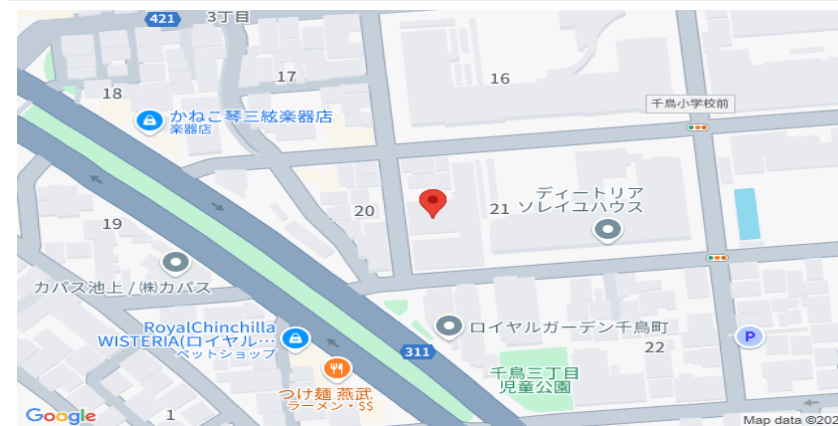 421
3丁目
17
16
18
千鳥小学校前
かねこ琴三絃楽器店
楽器店
ディートリア
ソレイユハウス
20
21
19
カバス池上 / ㈱カバス
RoyalChinchilla
WISTERIA(ロイヤル…
ペットショップ
ロイヤルガーデン千鳥町
P
311
22
千鳥三丁目
児童公園
つけ麺 燕武
ラーメン・$$
Google
1
Map data ©202